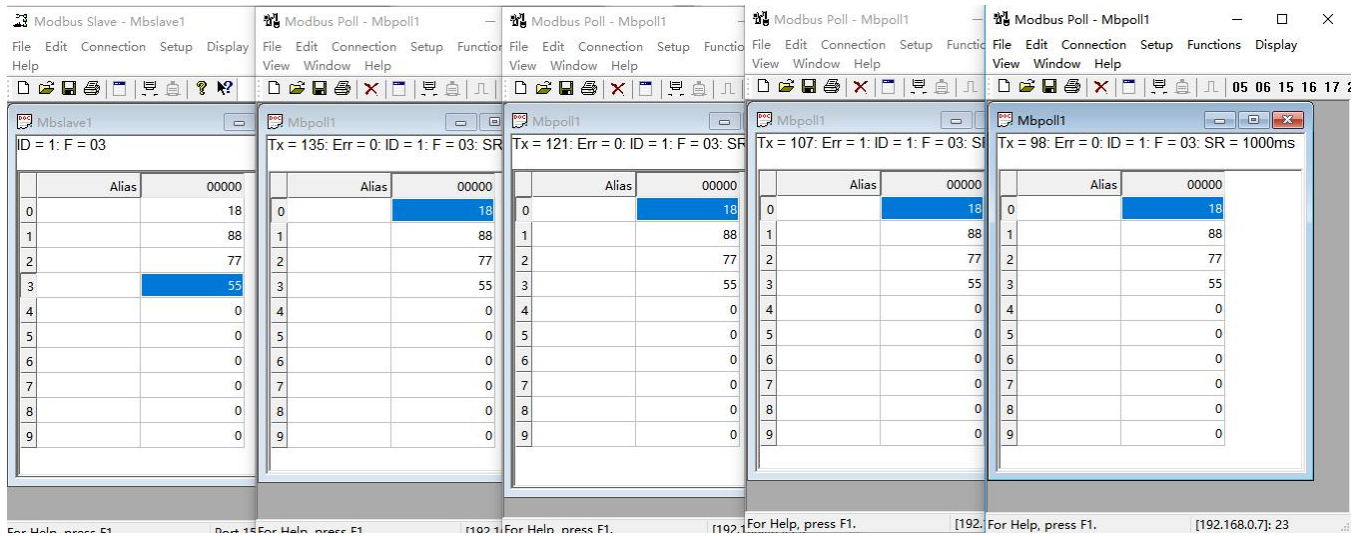 Modbus Slave - Mbslave1
File Edit Connection Setup Display
Help
Mbslave1
ID = 1: F = 03
Alias 00000
0 18
1 88
2 77
3 55
4 0
5 0
6 0
7 0
8 0
9 0
For Help, press F1. Port 15
Modbus Poll - Mbpoll1
File Edit Connection Setup Function
View Window Help
Mbpoll1
Tx = 135: Err = 0: ID = 1: F = 03: SR
Alias 00000
0 18
1 88
2 77
3 55
4 0
5 0
6 0
7 0
8 0
9 0
For Help, press F1. [192.1
Modbus Poll - Mbpoll1
File Edit Connection Setup Functio
View Window Help
Mbpoll1
Tx = 121: Err = 0: ID = 1: F = 03: SR
Alias 00000
0 18
1 88
2 77
3 55
4 0
5 0
6 0
7 0
8 0
9 0
For Help, press F1. [192.1
Modbus Poll - Mbpoll1
File Edit Connection Setup Functio
View Window Help
Mbpoll1
Tx = 107: Err = 1: ID = 1: F = 03: SR
Alias 00000
0 18
1 88
2 77
3 55
4 0
5 0
6 0
7 0
8 0
9 0
For Help, press F1. [192.
Modbus Poll - Mbpoll1
File Edit Connection Setup Functions Display
View Window Help
05 06 15 16 17
Mbpoll1
Tx = 98: Err = 0: ID = 1: F = 03: SR = 1000ms
Alias 00000
0 18
1 88
2 77
3 55
4 0
5 0
6 0
7 0
8 0
9 0
For Help, press F1. [192.168.0.7]: 23